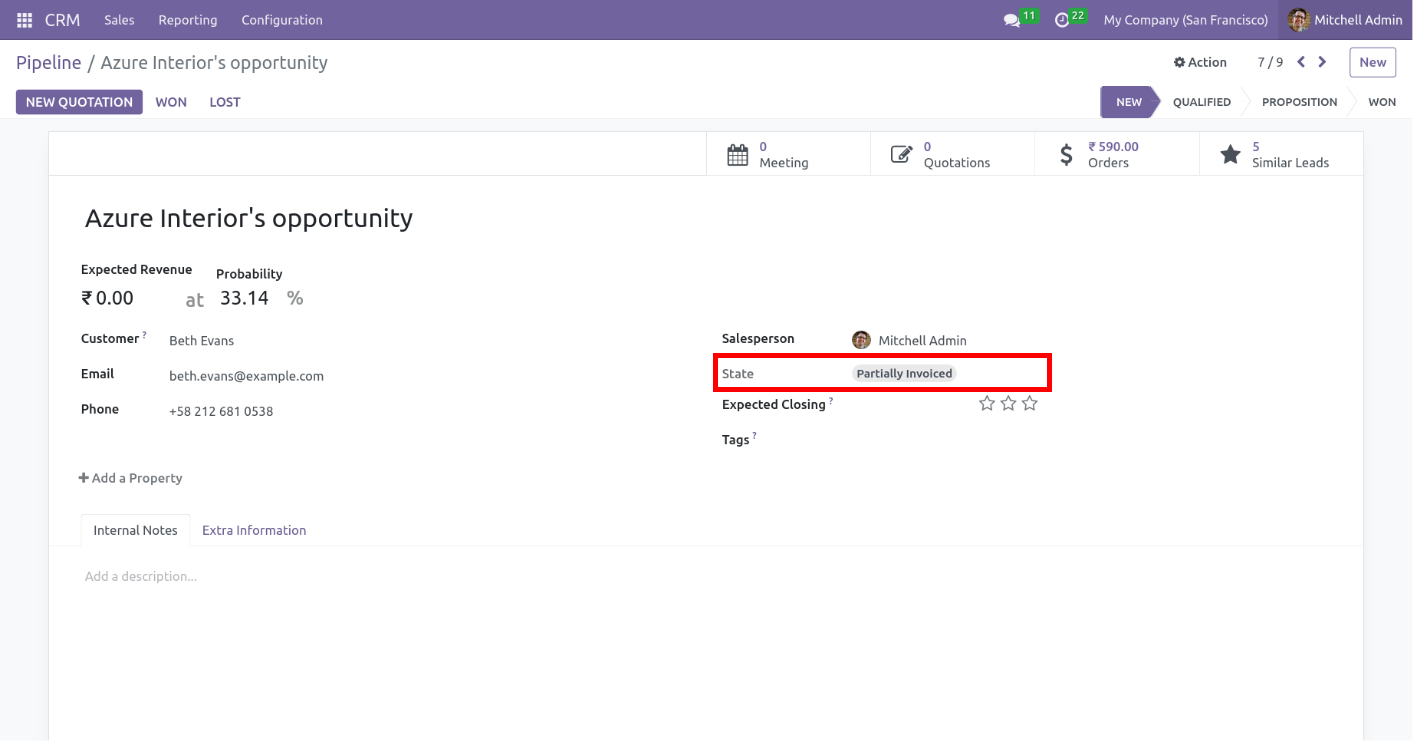 CRM Sales Reporting Configuration 11 22 My Company (San Francisco) Mitchell Admin
Pipeline / Azure Interior's opportunity Action 7 / 9 New
NEW QUOTATION WON LOST NEW QUALIFIED PROPOSITION WON
0 Meeting
0 Quotations
$ ₹ 590.00 Orders
5 Similar Leads
Azure Interior's opportunity
Expected Revenue Probability
₹ 0.00 at 33.14 %
Customer ? Beth Evans
Email beth.evans@example.com
Phone +58 212 681 0538
Salesperson Mitchell Admin
State Partially Invoiced
Expected Closing ?
Tags ?
Add a Property
Internal Notes Extra Information
Add a description...